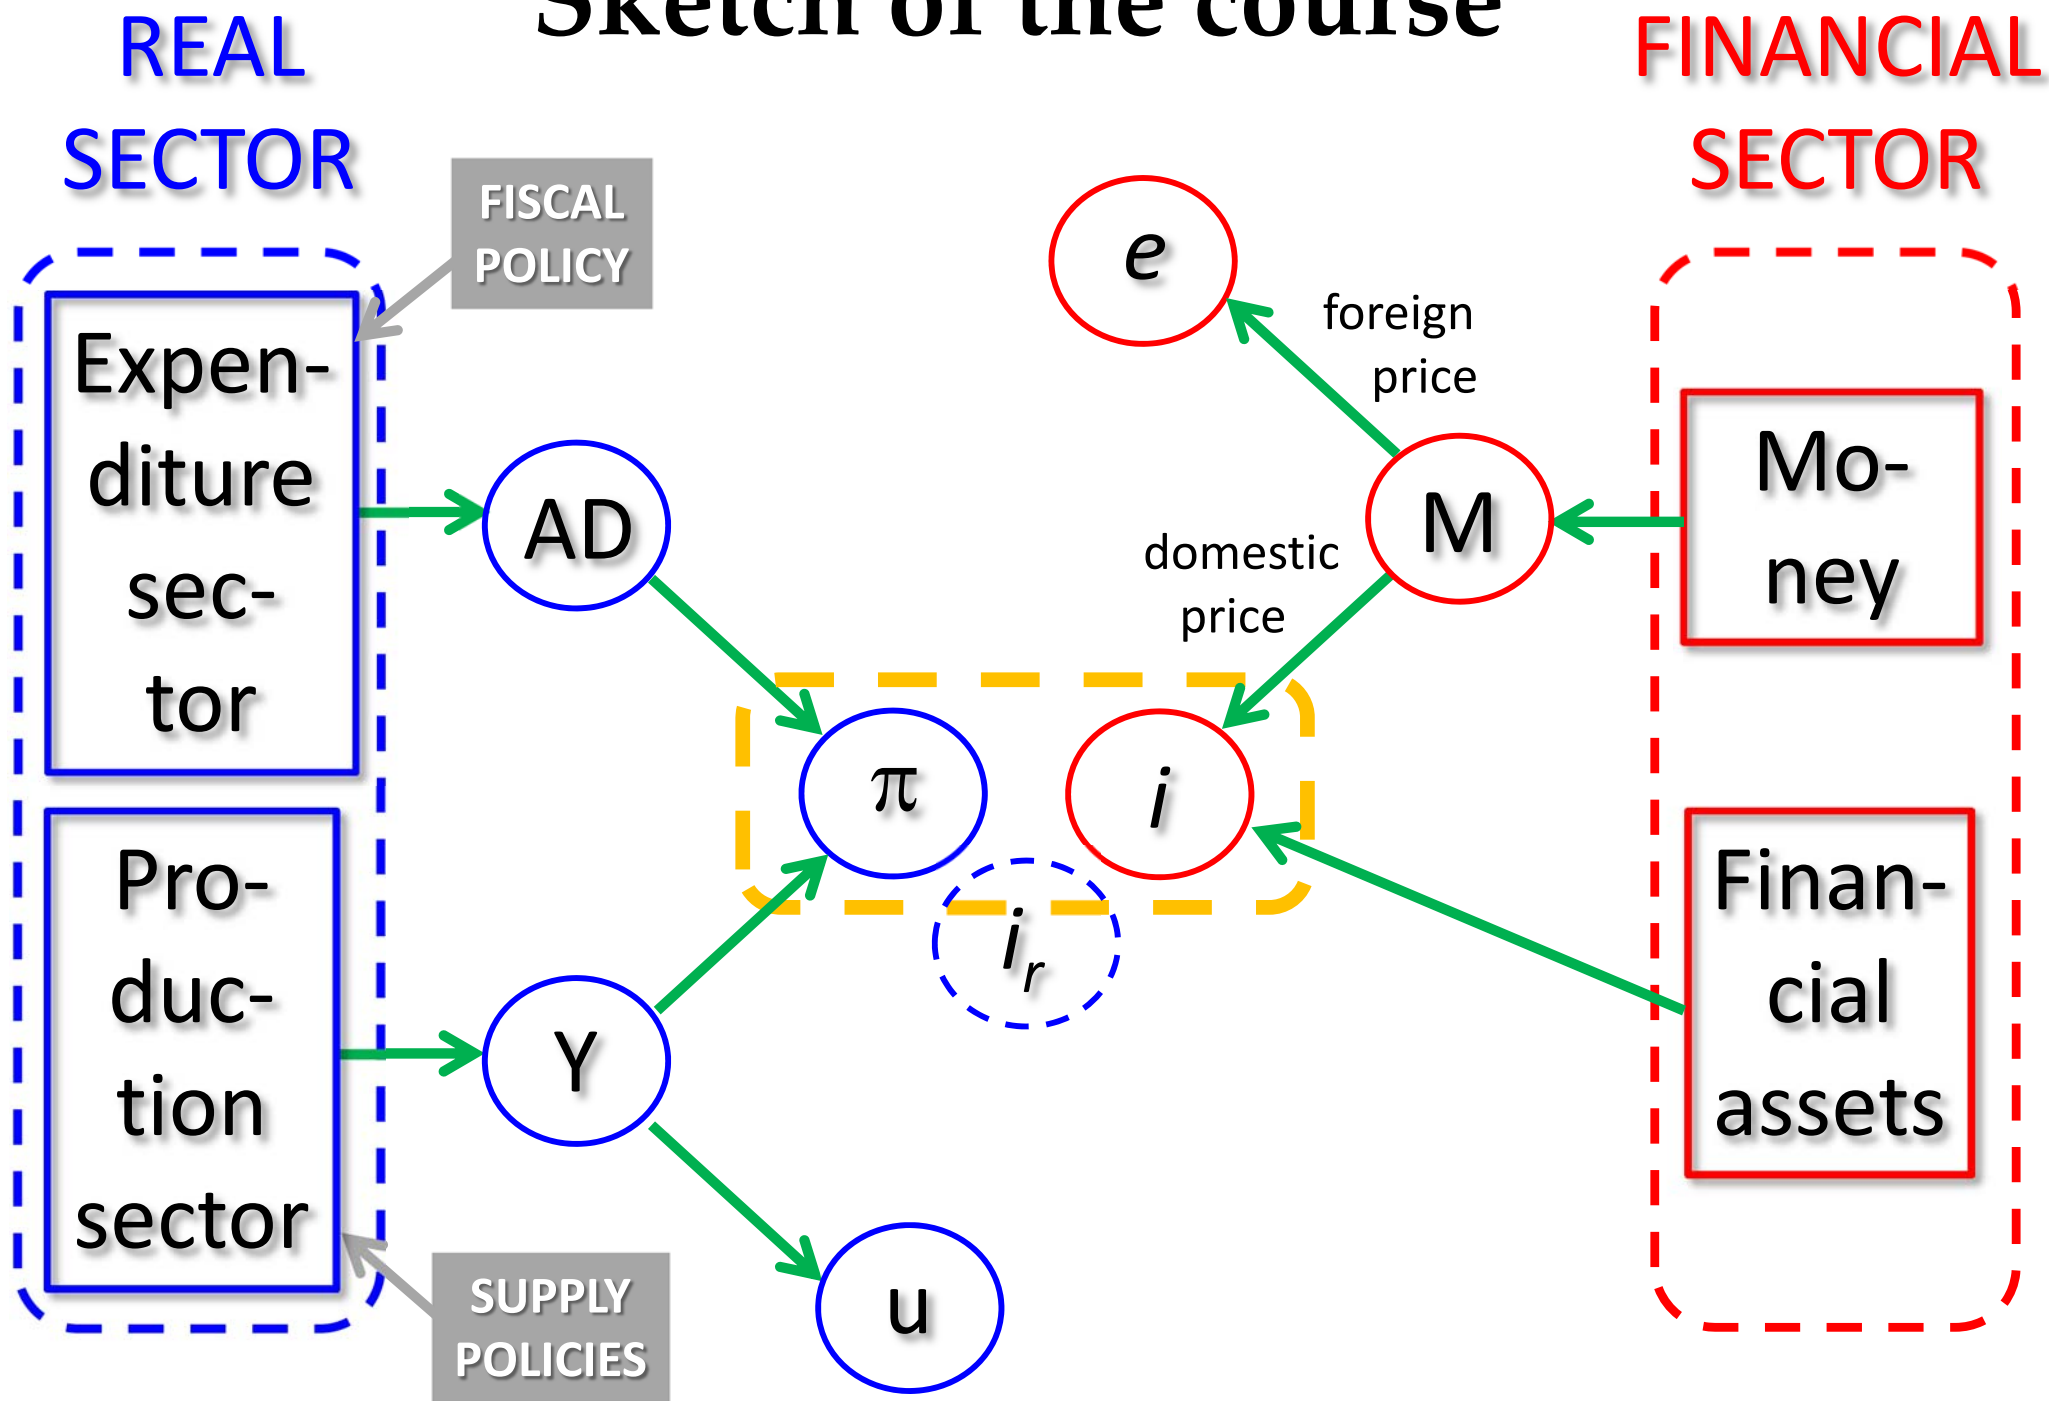 Sketch of the course
REAL
SECTOR
FINANCIAL
SECTOR
FISCAL
POLICY
Expen-
diture
sec-
tor
AD
e
foreign
price
M
Mo-
ney
domestic
price
π
i
i_r
Pro-
duc-
tion
sector
Y
Finan-
cial
assets
u
SUPPLY
POLICIES